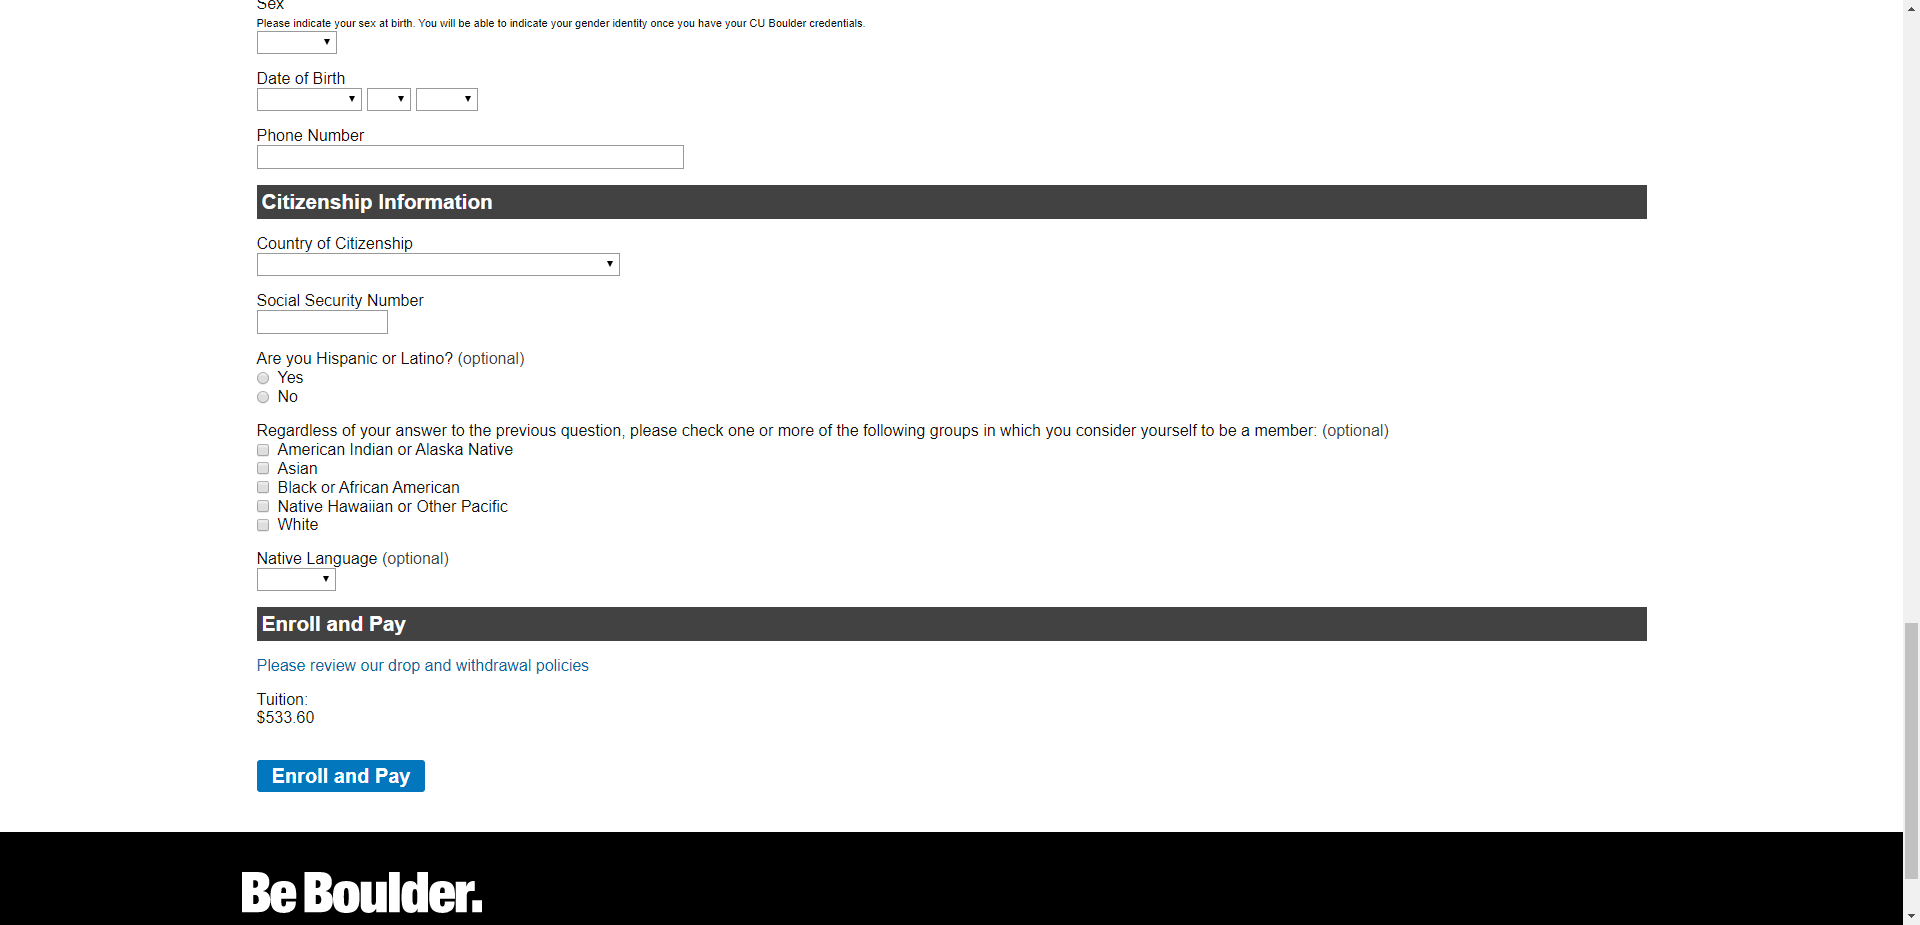 Sex
Please indicate your sex at birth. You will be able to indicate your gender identity once you have your CU Boulder credentials.
Date of Birth
Phone Number
Citizenship Information
Country of Citizenship
Social Security Number
Are you Hispanic or Latino? (optional)
Yes
No
Regardless of your answer to the previous question, please check one or more of the following groups in which you consider yourself to be a member: (optional)
American Indian or Alaska Native
Asian
Black or African American
Native Hawaiian or Other Pacific
White
Native Language (optional)
Enroll and Pay
Please review our drop and withdrawal policies
Tuition:
$533.60
Enroll and Pay
Be Boulder.